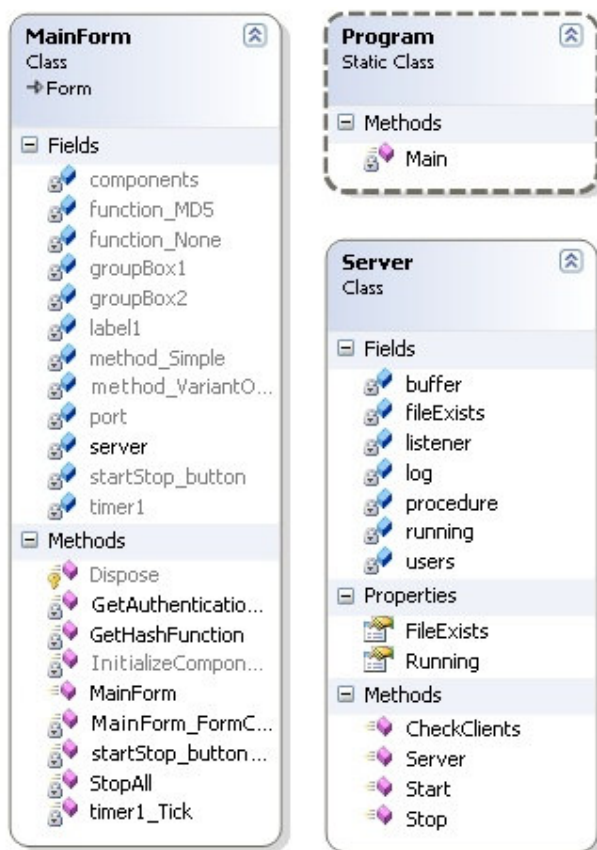 MainForm
Class
Form
Fields
components
function_MD5
function_None
groupBox1
groupBox2
label1
method_Simple
method_VariantO...
port
server
startStop_button
timer1
Methods
Dispose
GetAuthenticatio...
GetHashFunction
InitializeCompon...
MainForm
MainForm_FormC...
startStop_button...
StopAll
timer1_Tick
Program
Static Class
Methods
Main
Server
Class
Fields
buffer
fileExists
listener
log
procedure
running
users
Properties
FileExists
Running
Methods
CheckClients
Server
Start
Stop